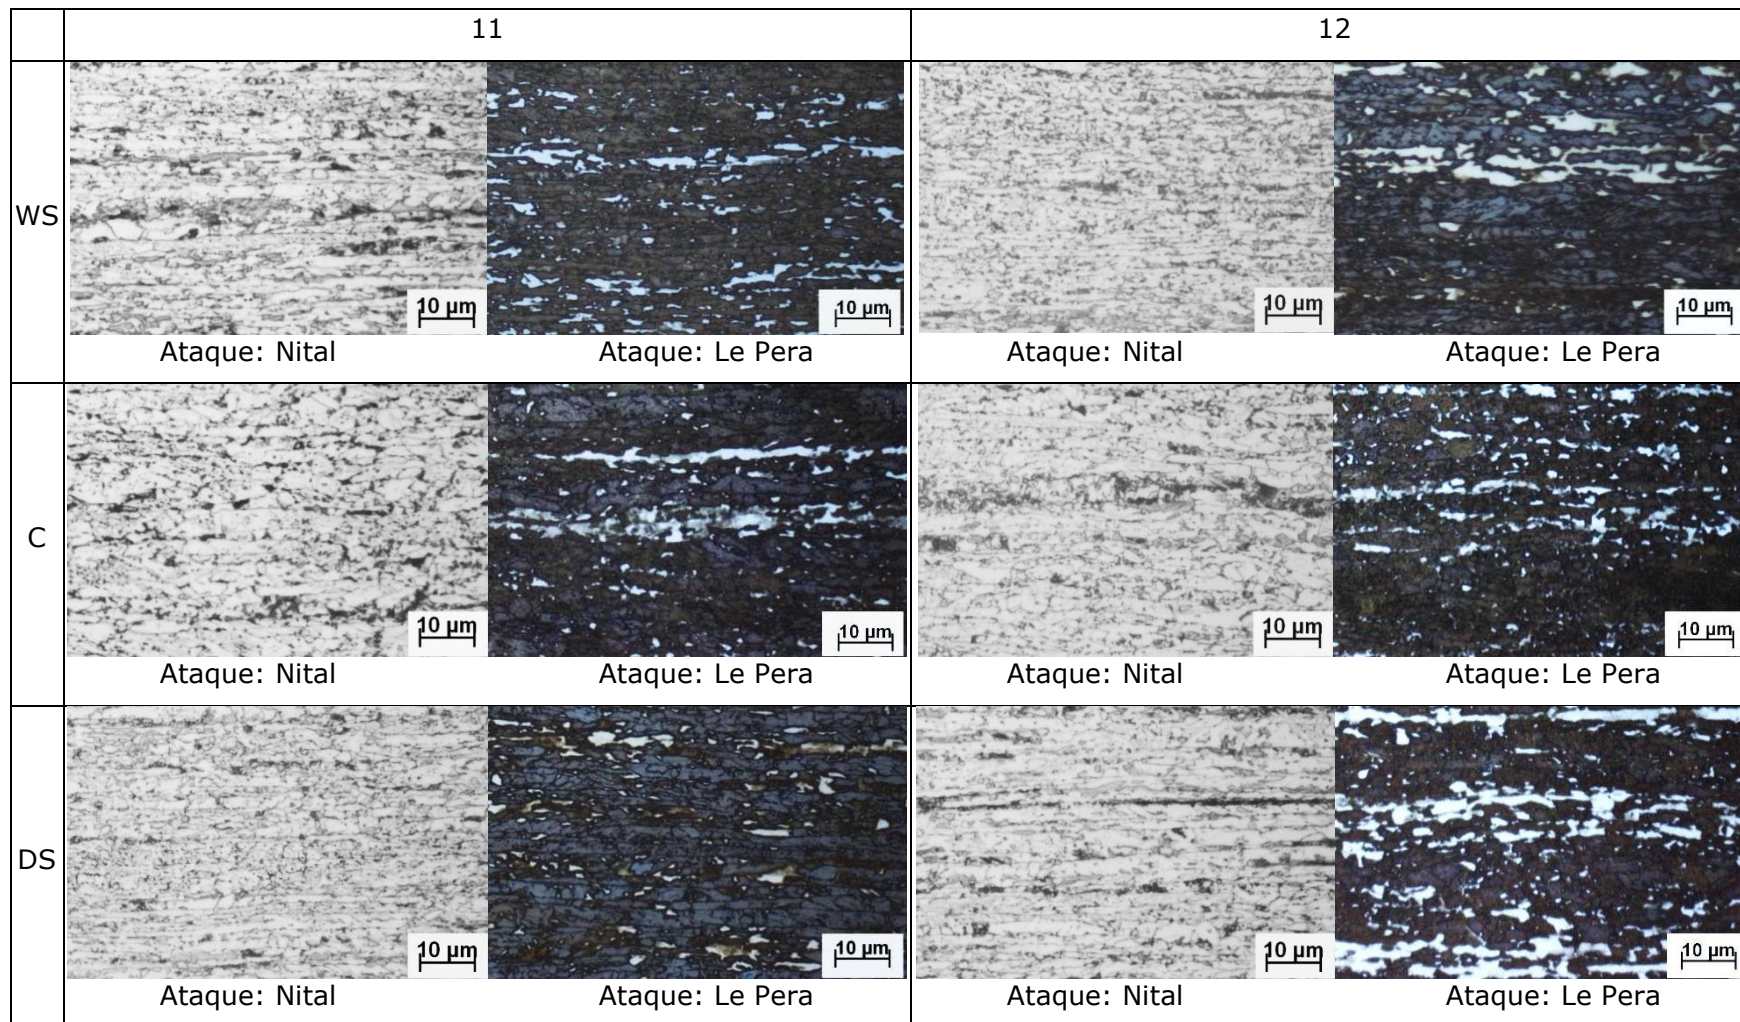 11 12
WS
10 µm 10 µm 10 µm 10 µm
Ataque: Nital Ataque: Le Pera Ataque: Nital Ataque: Le Pera
C
10 µm 10 µm 10 µm 10 µm
Ataque: Nital Ataque: Le Pera Ataque: Nital Ataque: Le Pera
DS
10 µm 10 µm 10 µm 10 µm
Ataque: Nital Ataque: Le Pera Ataque: Nital Ataque: Le Pera